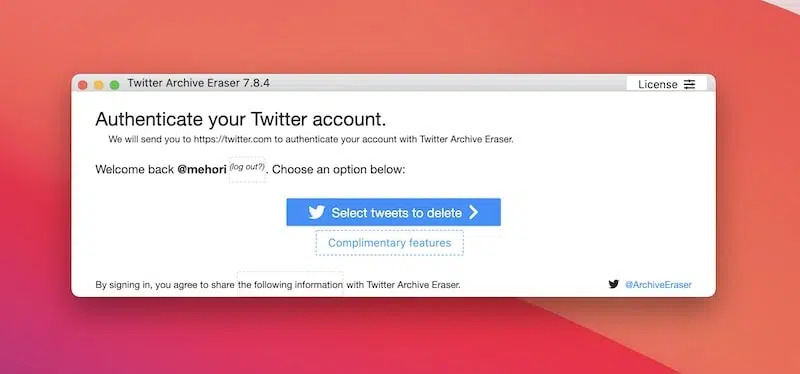 Twitter Archive Eraser 7.8.4
License
Authenticate your Twitter account.
We will send you to https://twitter.com to authenticate your account with Twitter Archive Eraser.
Welcome back @mehori (log out?). Choose an option below:
Select tweets to delete
Complimentary features
By signing in, you agree to share the following information with Twitter Archive Eraser.
@ArchiveEraser